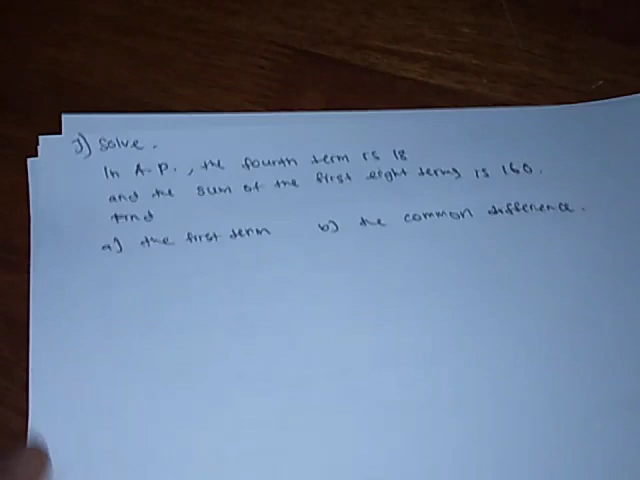 J) Solve.
In A.P., the fourth term is 18
and the sum of the first eight terms is 160.
find
a) the first term b) the common difference.